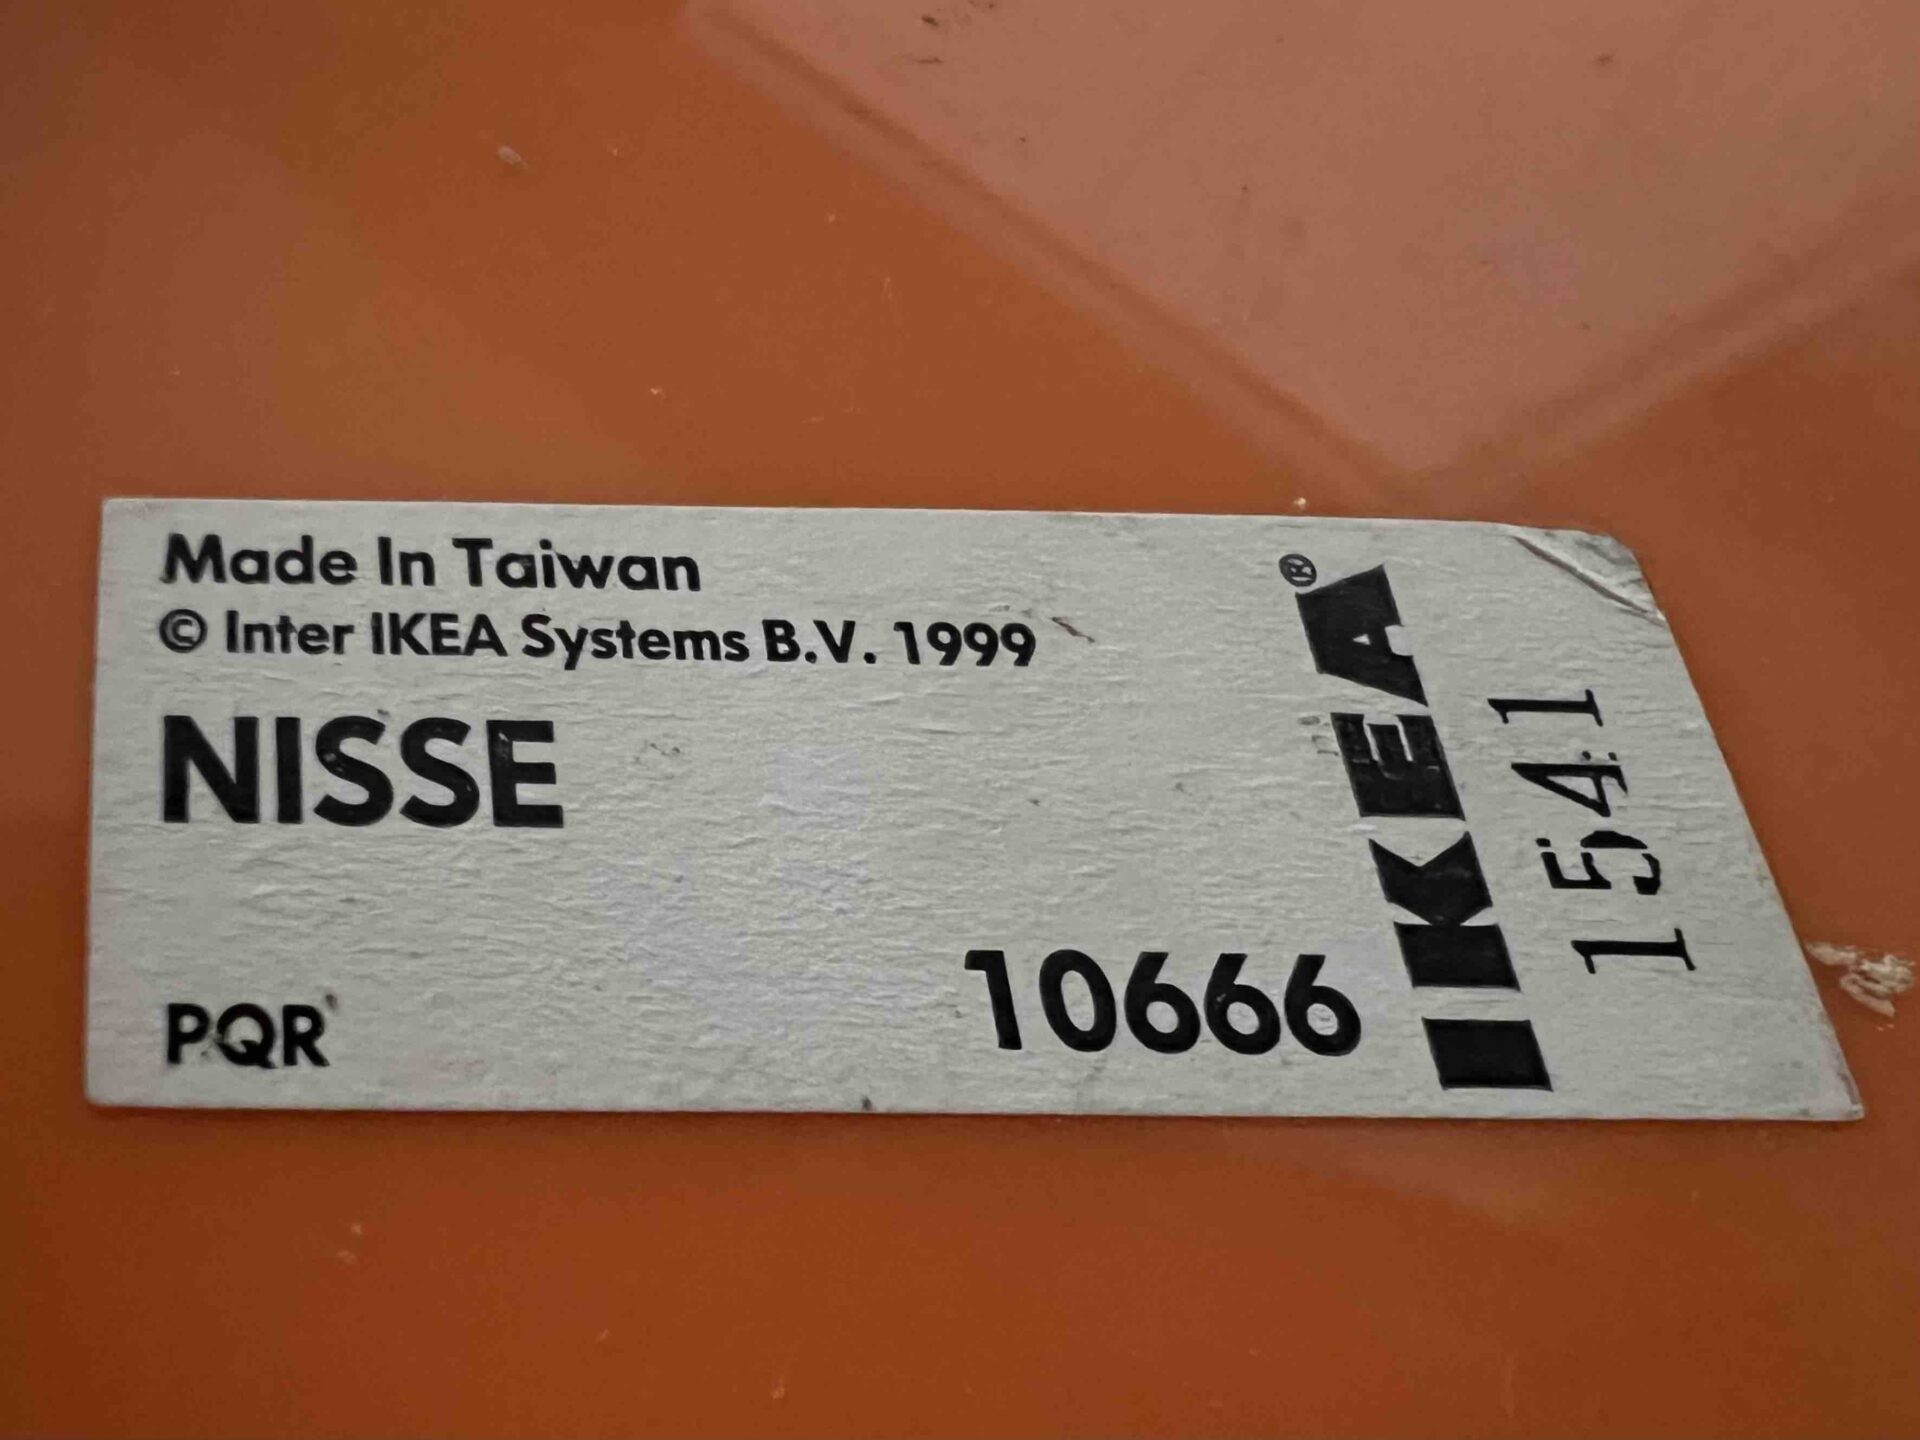 Made In Taiwan
© Inter IKEA Systems B.V. 1999
NISSE
PQR
10666
IKEA®
1541